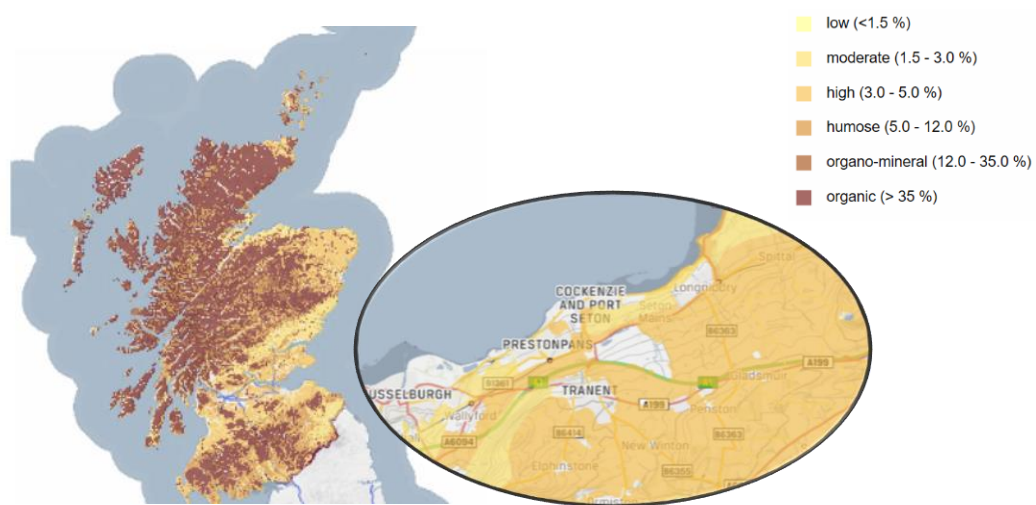 low (<1.5 %)
moderate (1.5 - 3.0 %)
high (3.0 - 5.0 %)
humose (5.0 - 12.0 %)
organo-mineral (12.0 - 35.0 %)
organic (> 35 %)
Spittal
Longniddry
COCKENZIE
AND PORT
SETON
Seton
Mains
B6363
PRESTONPANS
A199
Gladsmuir
B1361
USSELBURGH
TRANENT
A199
Penston
Wallyford
A6094
B6414
B6363
New Winton
Elphinstone
B6355
Ormiston